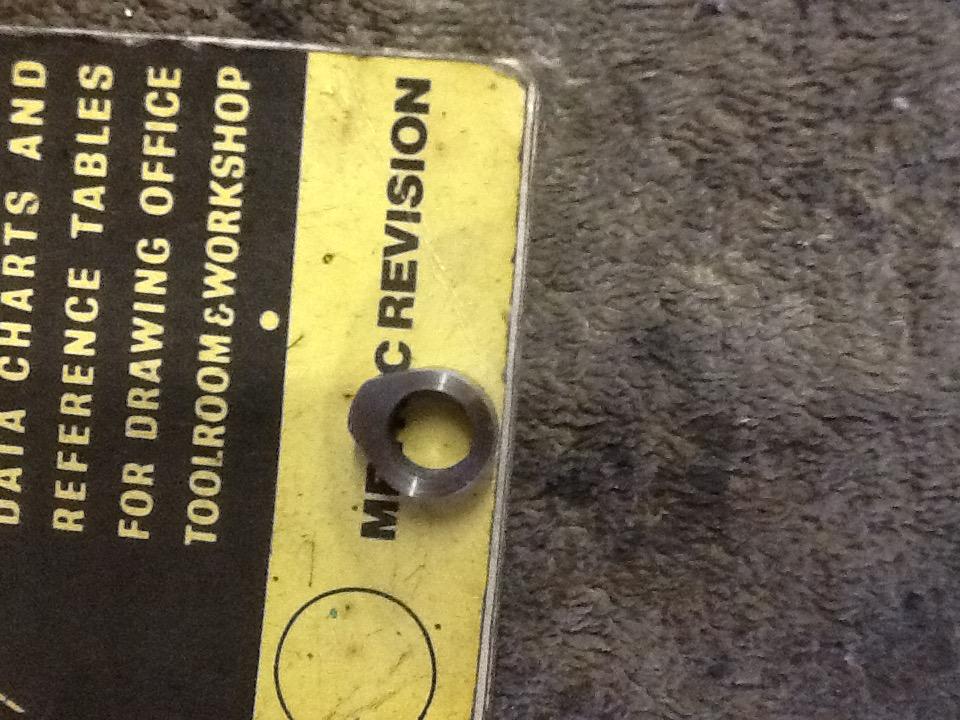 DATA CHARTS AND
REFERENCE TABLES
FOR DRAWING OFFICE
TOOLROOM & WORKSHOP
REVISION